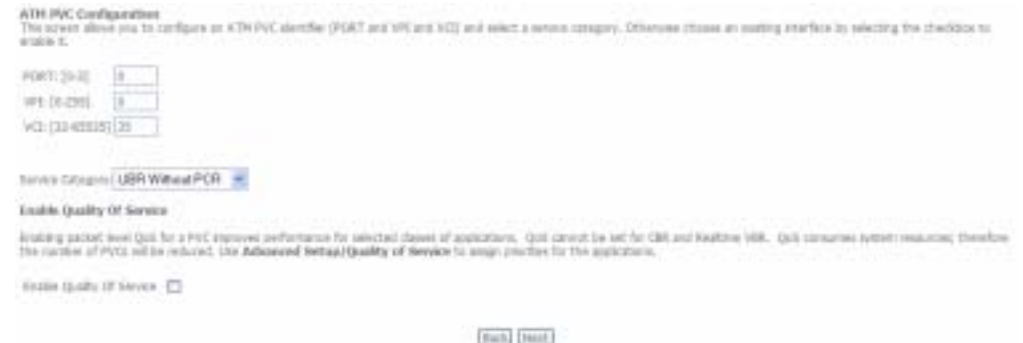 ATM PVC Configuration
This screen allows you to configure an ATM PVC identifier (PORT and VPI and VCI) and select a service category. Otherwise choose an existing interface by selecting the checkbox to
enable it.
PORT: [0-3] 0
VPI: [0-255] 0
VCI: [32-65535] 35
Service Category: UBR Without PCR
Enable Quality Of Service
Enabling packet level QoS for a PVC improves performance for selected classes of applications. QoS cannot be set for CBR and Realtime VBR. QoS consumes system resources; therefore
the number of PVCs will be reduced. Use Advanced Setup/Quality of Service to assign priorities for the applications.
Enable Quality Of Service
Back Next